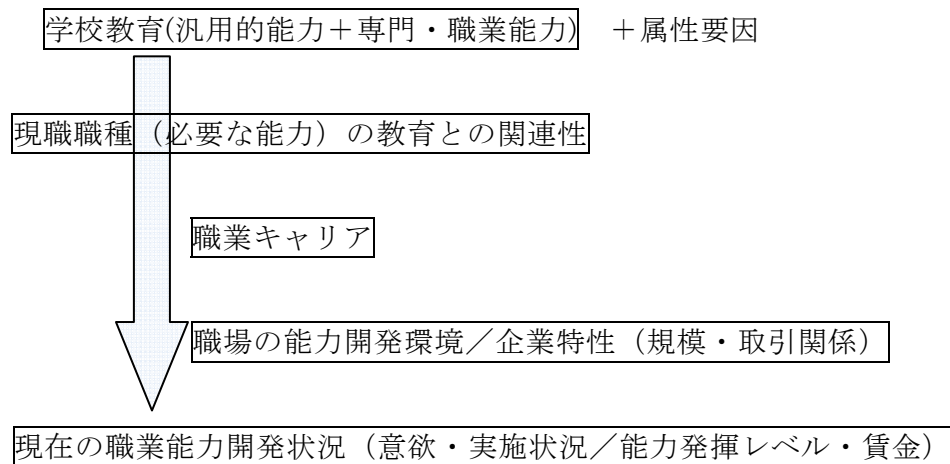 学校教育(汎用的能力＋専門・職業能力)　＋属性要因
現職職種（必要な能力）の教育との関連性
職業キャリア
職場の能力開発環境／企業特性（規模・取引関係）
現在の職業能力開発状況（意欲・実施状況／能力発揮レベル・賃金）